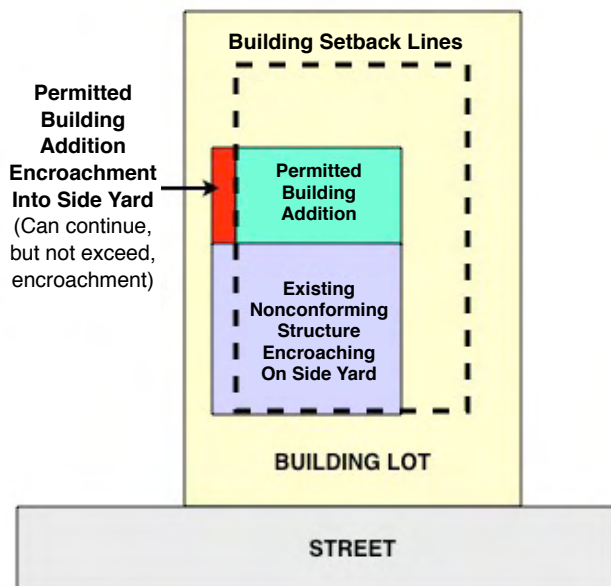 Building Setback Lines
Permitted
Building
Addition
Encroachment
Into Side Yard
(Can continue,
but not exceed,
encroachment)
Permitted
Building
Addition
Existing
Nonconforming
Structure
Encroaching
On Side Yard
BUILDING LOT
STREET